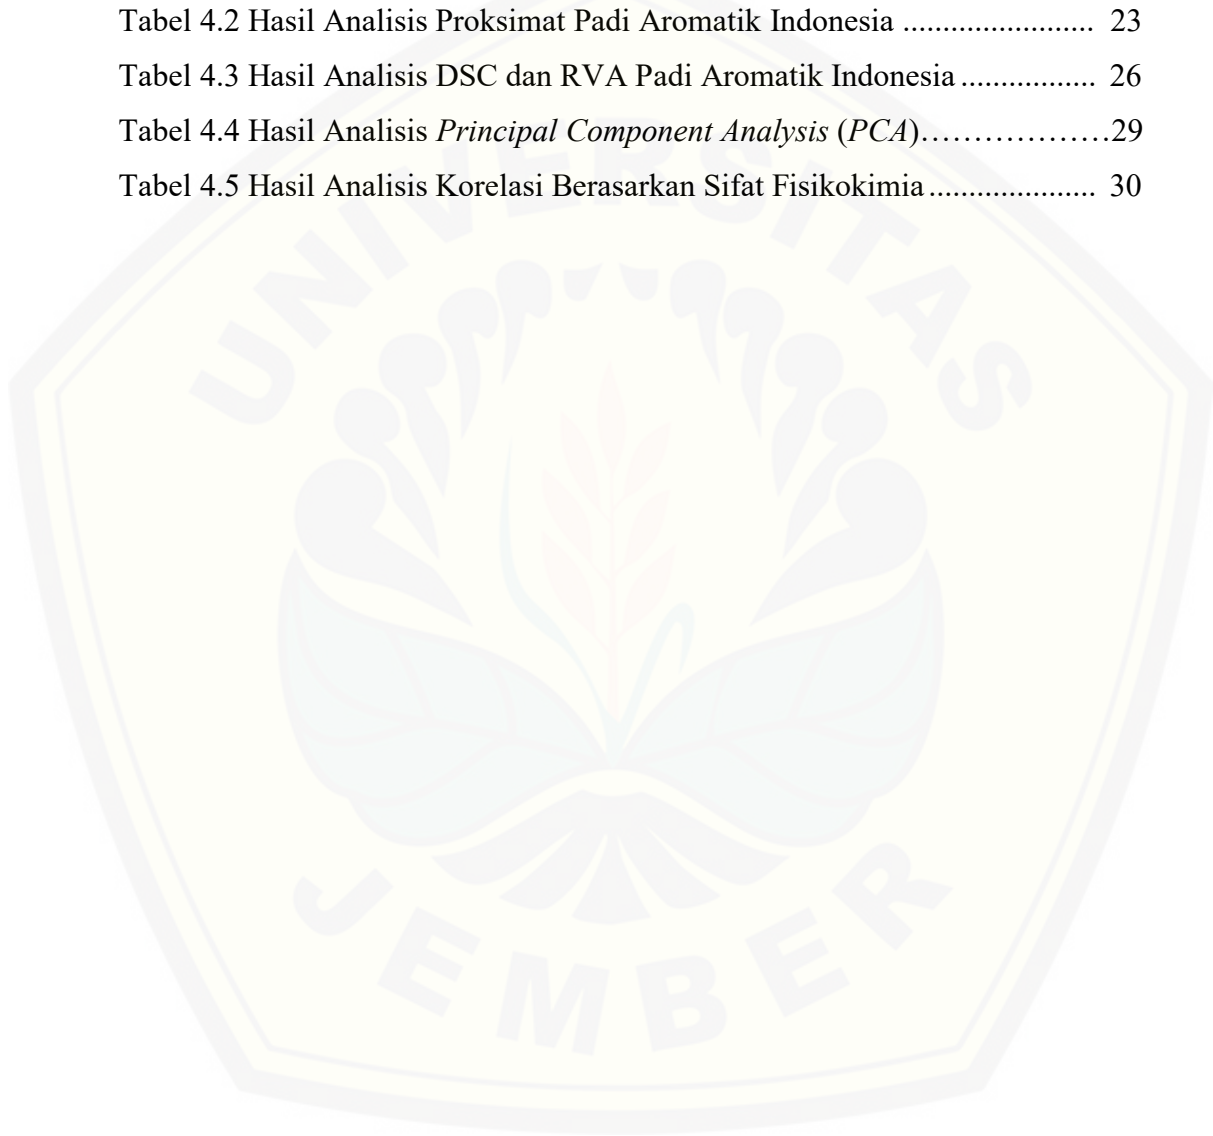 Tabel 4.2 Hasil Analisis Proksimat Padi Aromatik Indonesia ........................ 23
Tabel 4.3 Hasil Analisis DSC dan RVA Padi Aromatik Indonesia ................. 26
Tabel 4.4 Hasil Analisis Principal Component Analysis (PCA)..................29
Tabel 4.5 Hasil Analisis Korelasi Berasarkan Sifat Fisikokimia ..................... 30
UNIVERSITAS
JEMBER